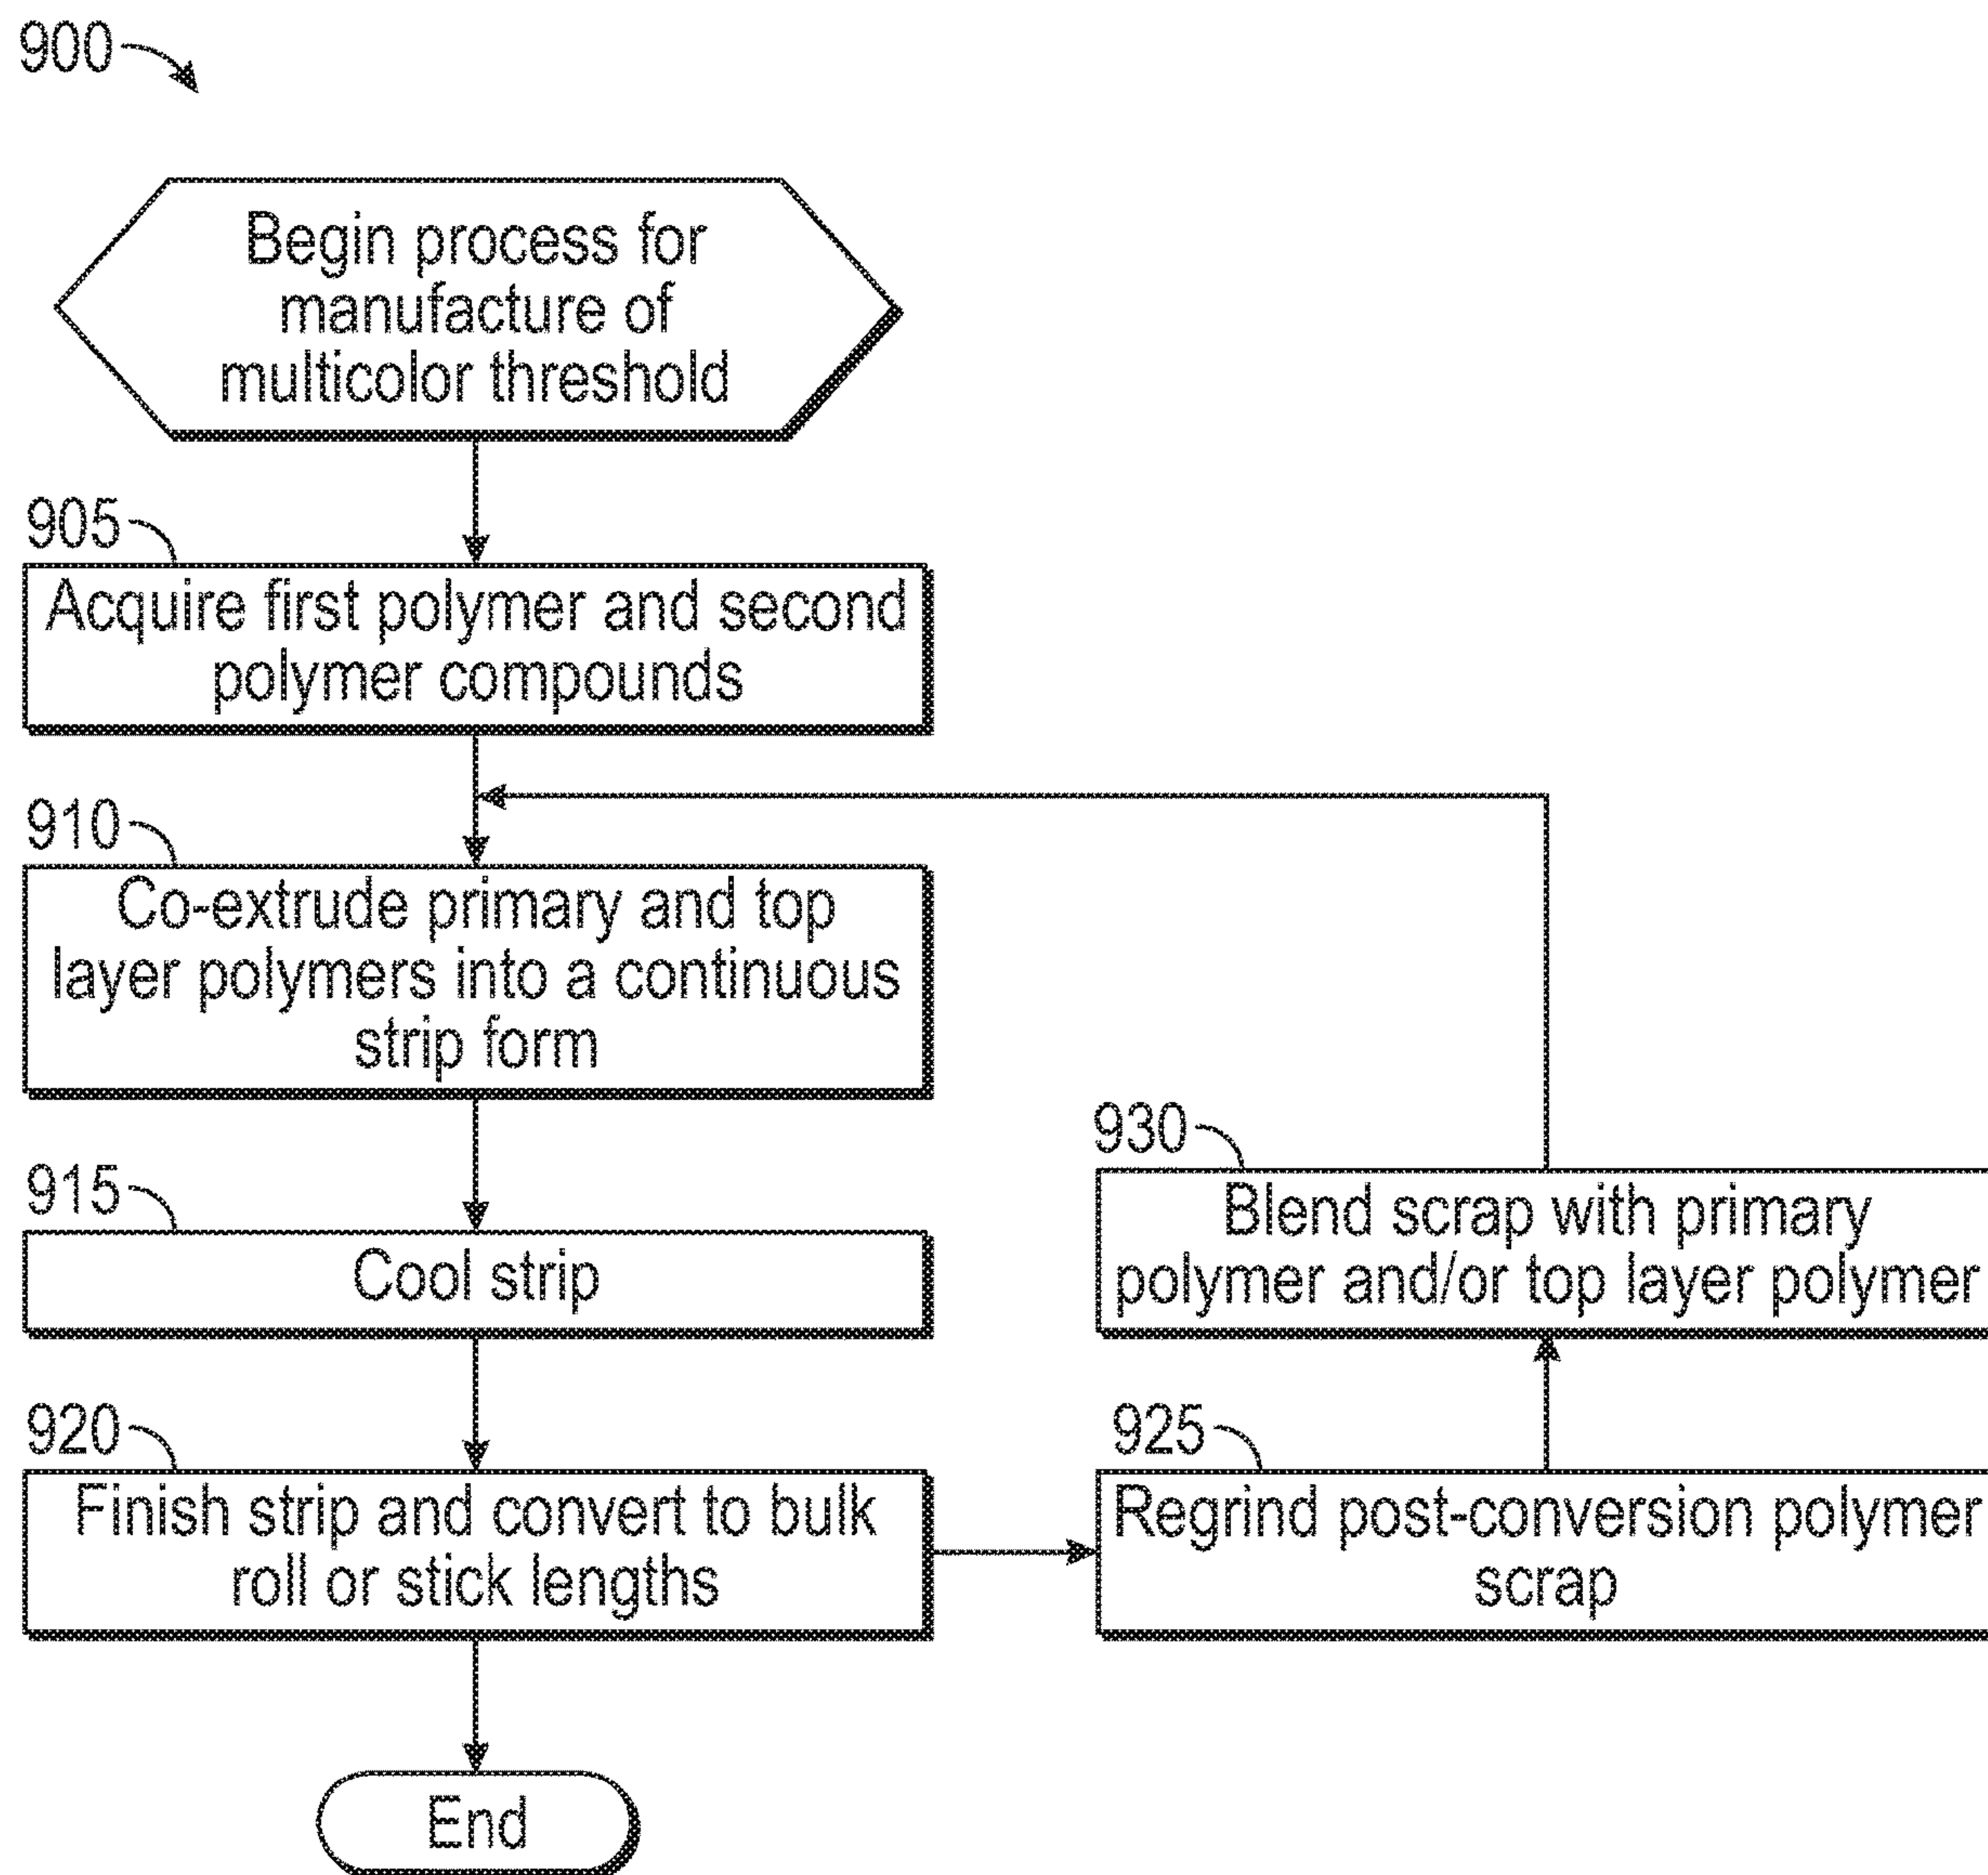 900
Begin process for
manufacture of
multicolor threshold
905
Acquire first polymer and second
polymer compounds
910
Co-extrude primary and top
layer polymers into a continuous
strip form
915
Cool strip
920
Finish strip and convert to bulk
roll or stick lengths
925
Regrind post-conversion polymer
scrap
930
Blend scrap with primary
polymer and/or top layer polymer
End